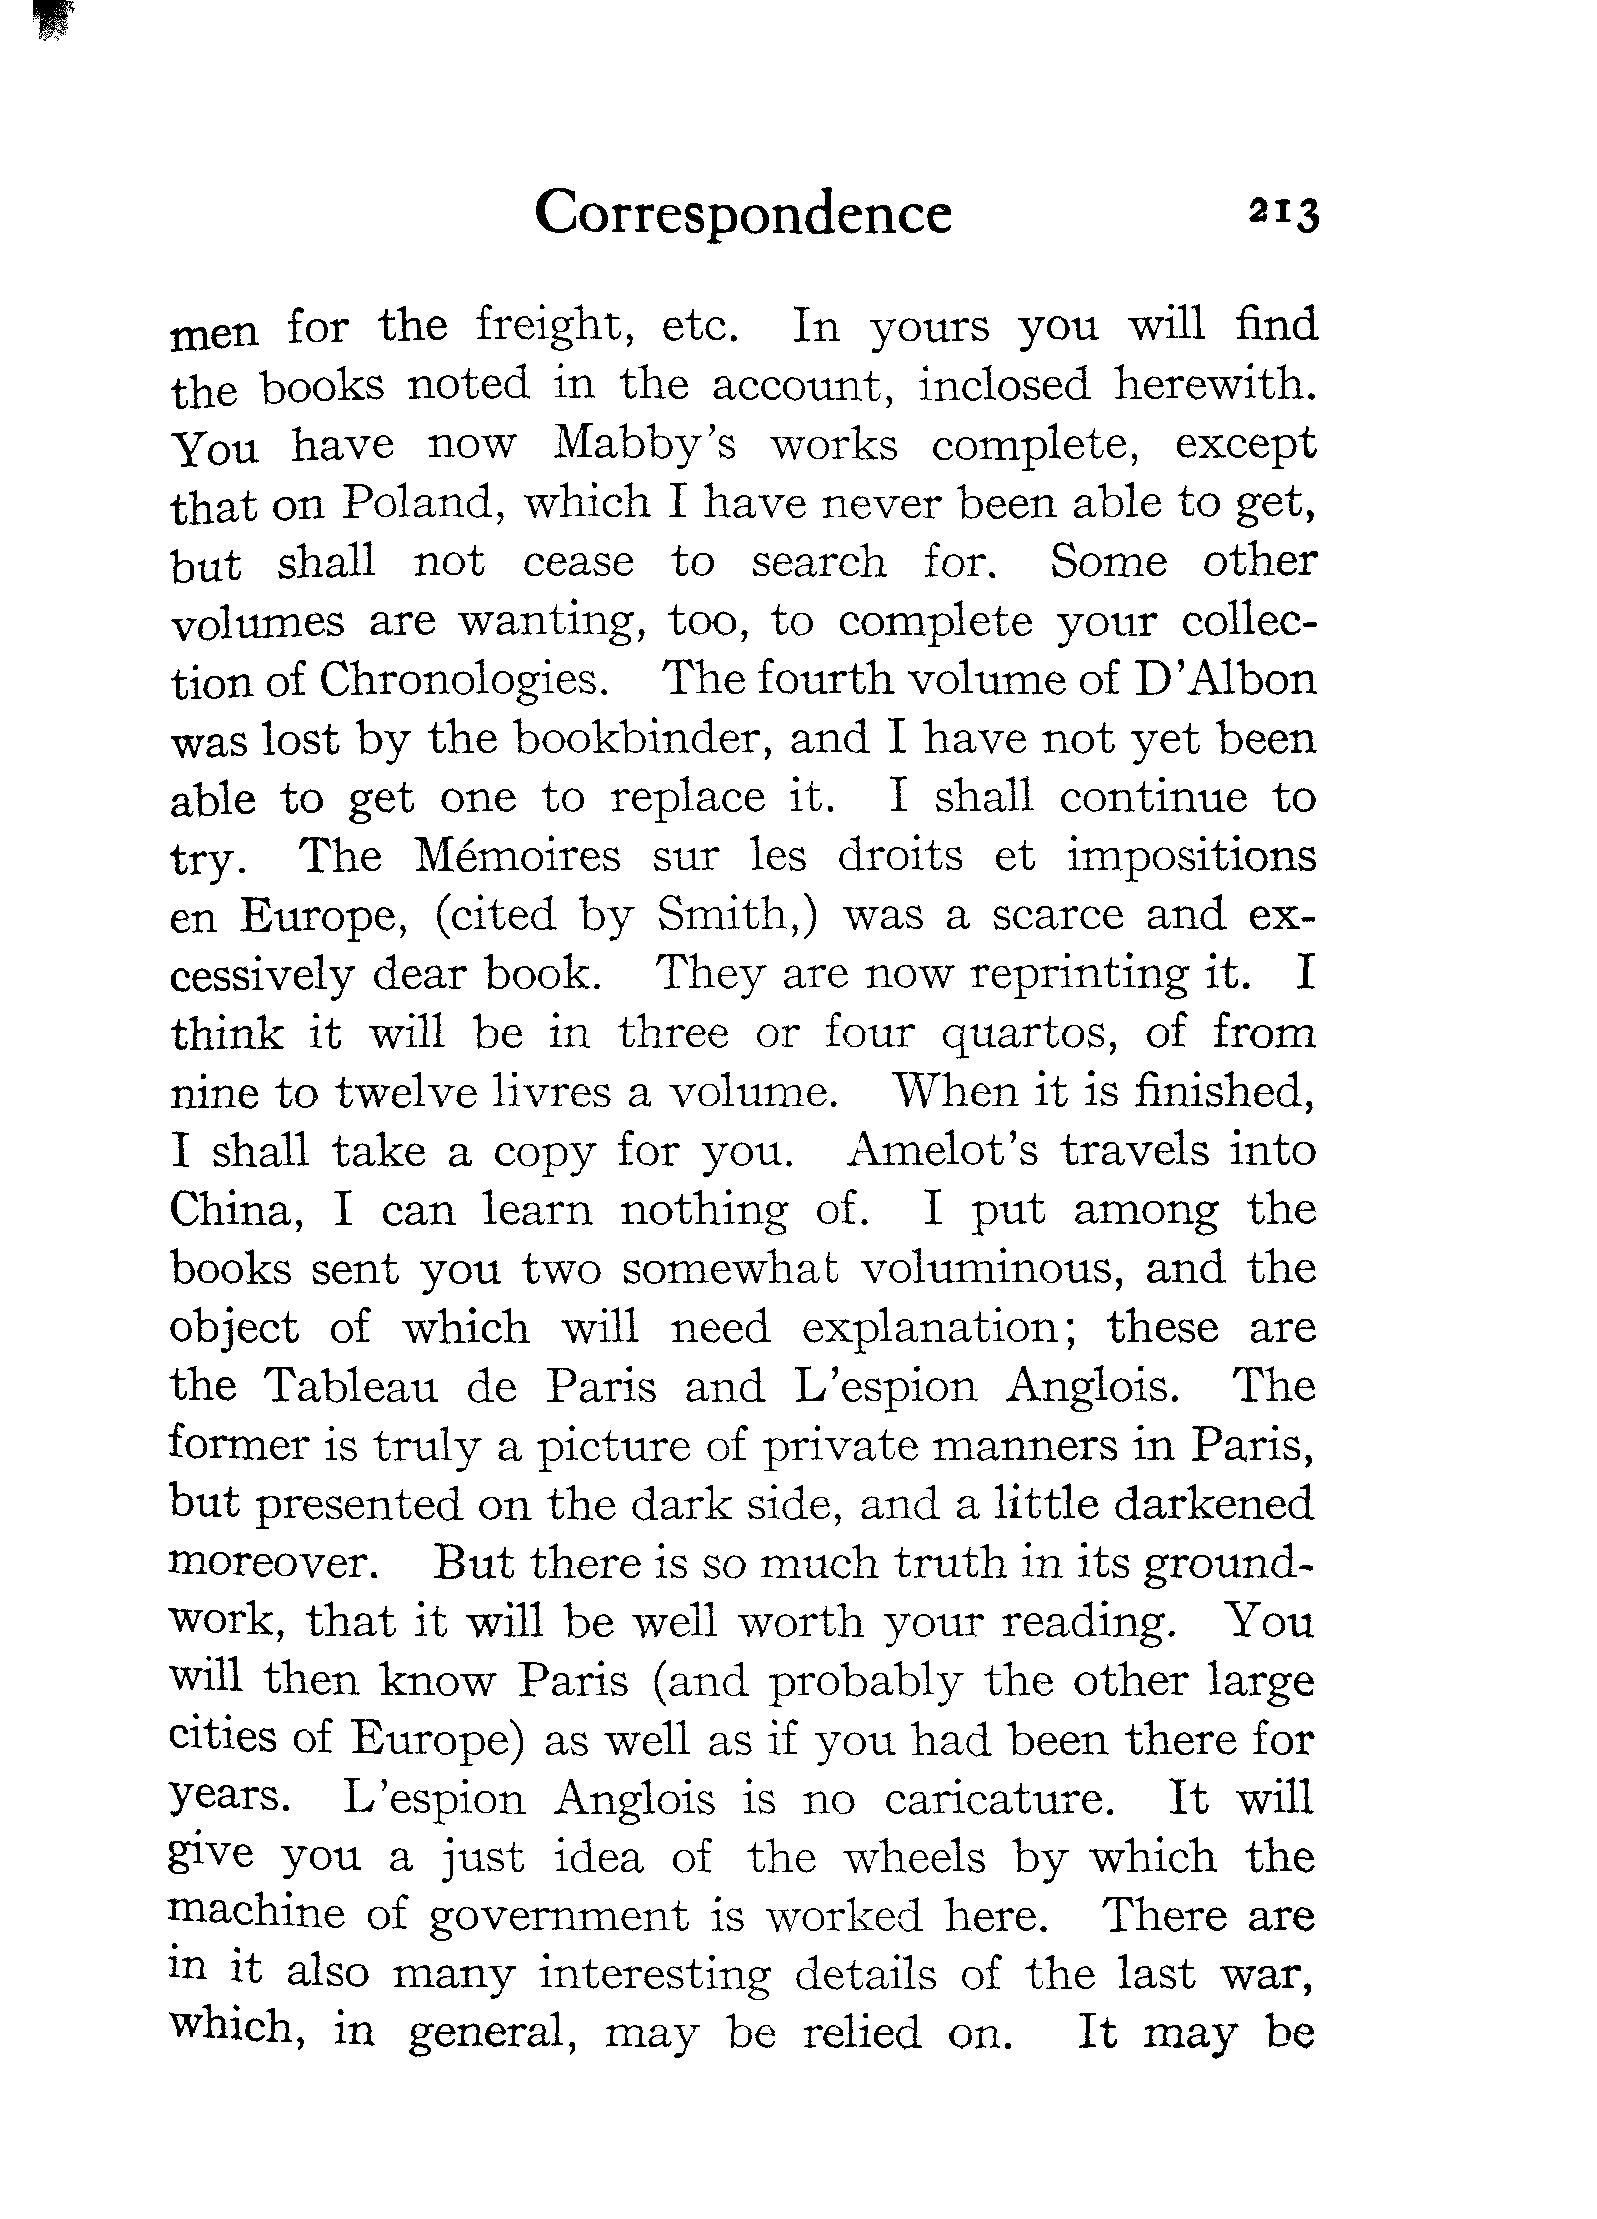 Correspondence 213
men for the freight, etc. In yours you will find
the books noted in the account, inclosed herewith.
You have now Mabby's works complete, except
that on Poland, which I have never been able to get,
but shall not cease to search for. Some other
volumes are wanting, too, to complete your collec-
tion of Chronologies. The fourth volume of D'Albon
was lost by the bookbinder, and I have not yet been
able to get one to replace it. I shall continue to
try. The Mémoires sur les droits et impositions
en Europe, (cited by Smith,) was a scarce and ex-
cessively dear book. They are now reprinting it. I
think it will be in three or four quartos, of from
nine to twelve livres a volume. When it is finished,
I shall take a copy for you. Amelot's travels into
China, I can learn nothing of. I put among the
books sent you two somewhat voluminous, and the
object of which will need explanation; these are
the Tableau de Paris and L'espion Anglois. The
former is truly a picture of private manners in Paris,
but presented on the dark side, and a little darkened
moreover. But there is so much truth in its ground-
work, that it will be well worth your reading. You
will then know Paris (and probably the other large
cities of Europe) as well as if you had been there for
years. L'espion Anglois is no caricature. It will
give you a just idea of the wheels by which the
machine of government is worked here. There are
in it also many interesting details of the last war,
which, in general, may be relied on. It may be